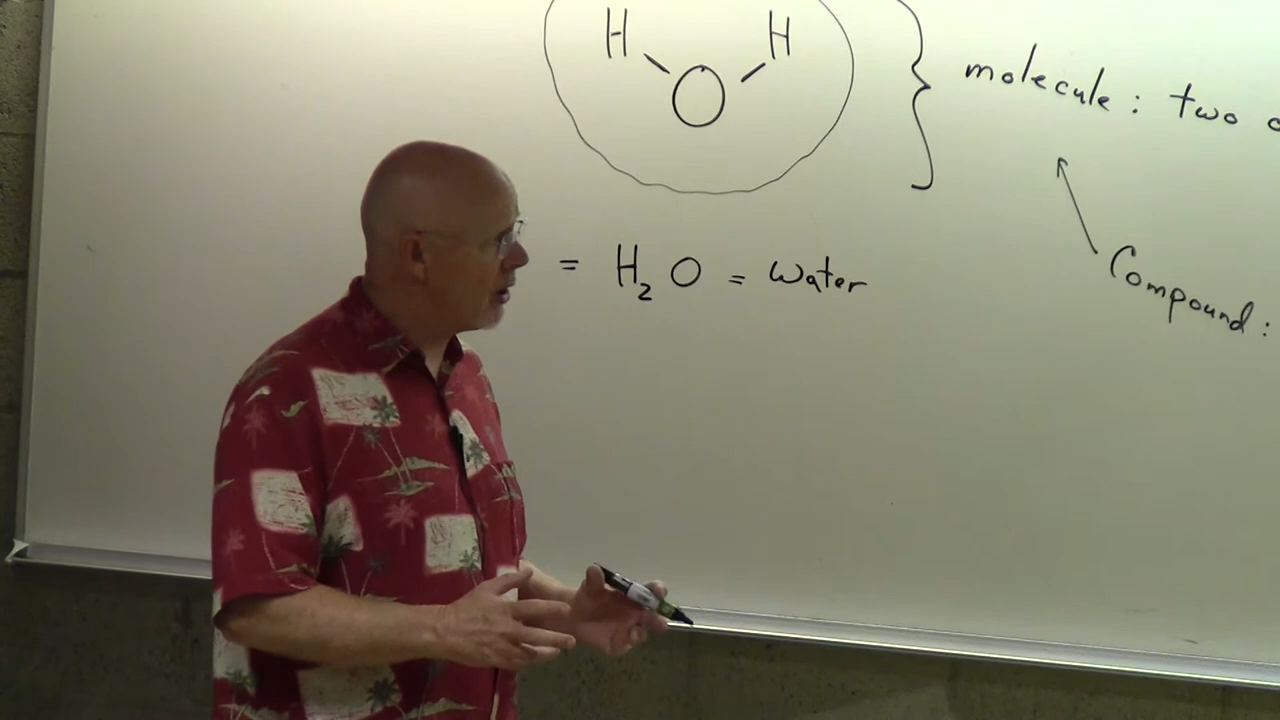 H H
O
molecule: two
= H₂O = water
Compound: